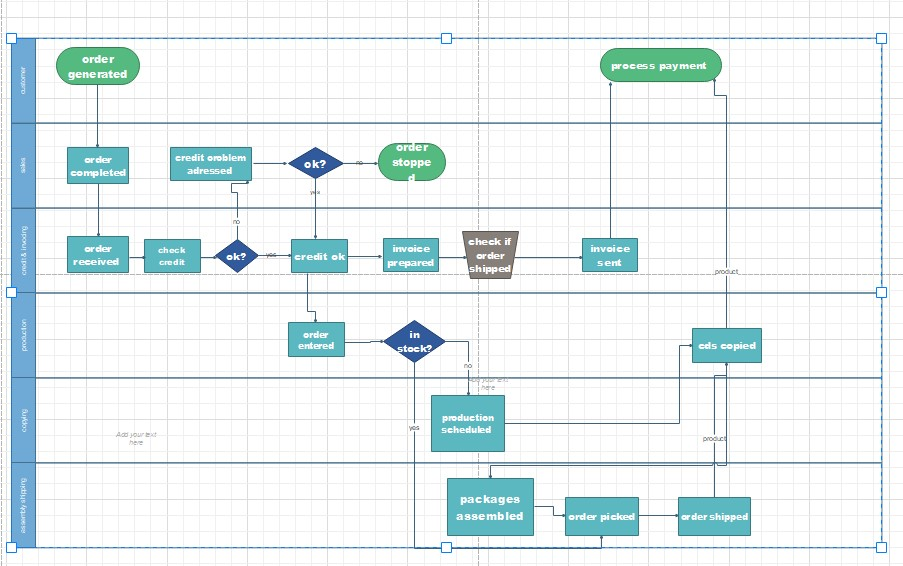 customer
order
generated
process payment
sales
order
completed
credit oroblem
adressed
ok?
no
order
stoppe
d
yes
credit & invoicing
order
received
check
credit
no
ok?
yes
credit ok
invoice
prepared
check if
order
shipped
invoice
sent
product
production
order
entered
in
stock?
no
cds copied
copying
Add your text
here
yes
Add your text
here
production
scheduled
product
assembly shipping
packages
assembled
order picked
order shipped